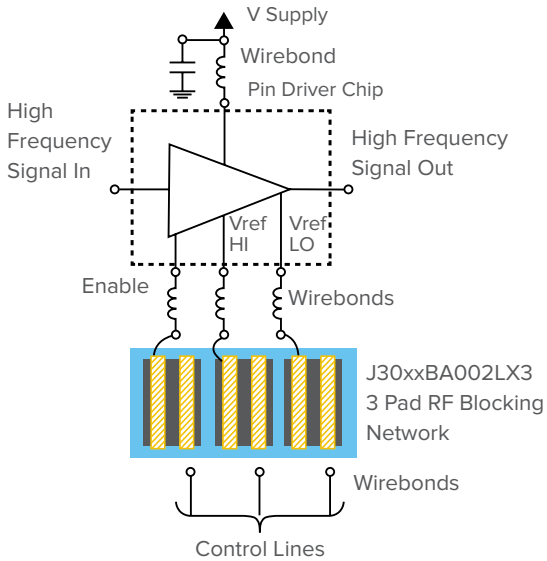 V Supply
Wirebond
Pin Driver Chip
High
Frequency
Signal In
High Frequency
Signal Out
Vref
HI
Vref
LO
Enable
Wirebonds
J30xxBA002LX3
3 Pad RF Blocking
Network
Wirebonds
Control Lines